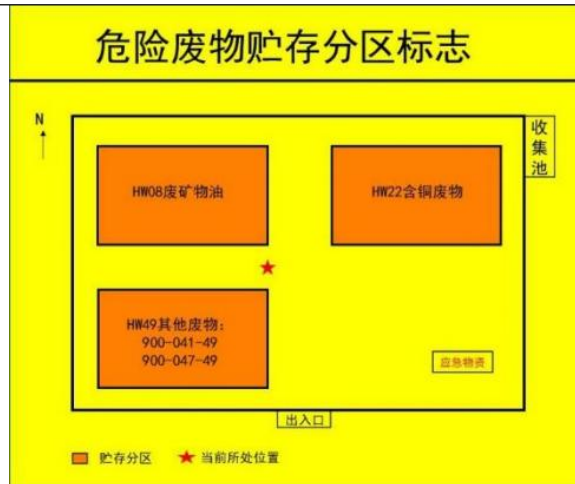 危险废物贮存分区标志
N
收集池
HW08废矿物油
HW22含铜废物
HW49其他废物：
900-041-49
900-047-49
应急物资
出入口
贮存分区
当前所处位置